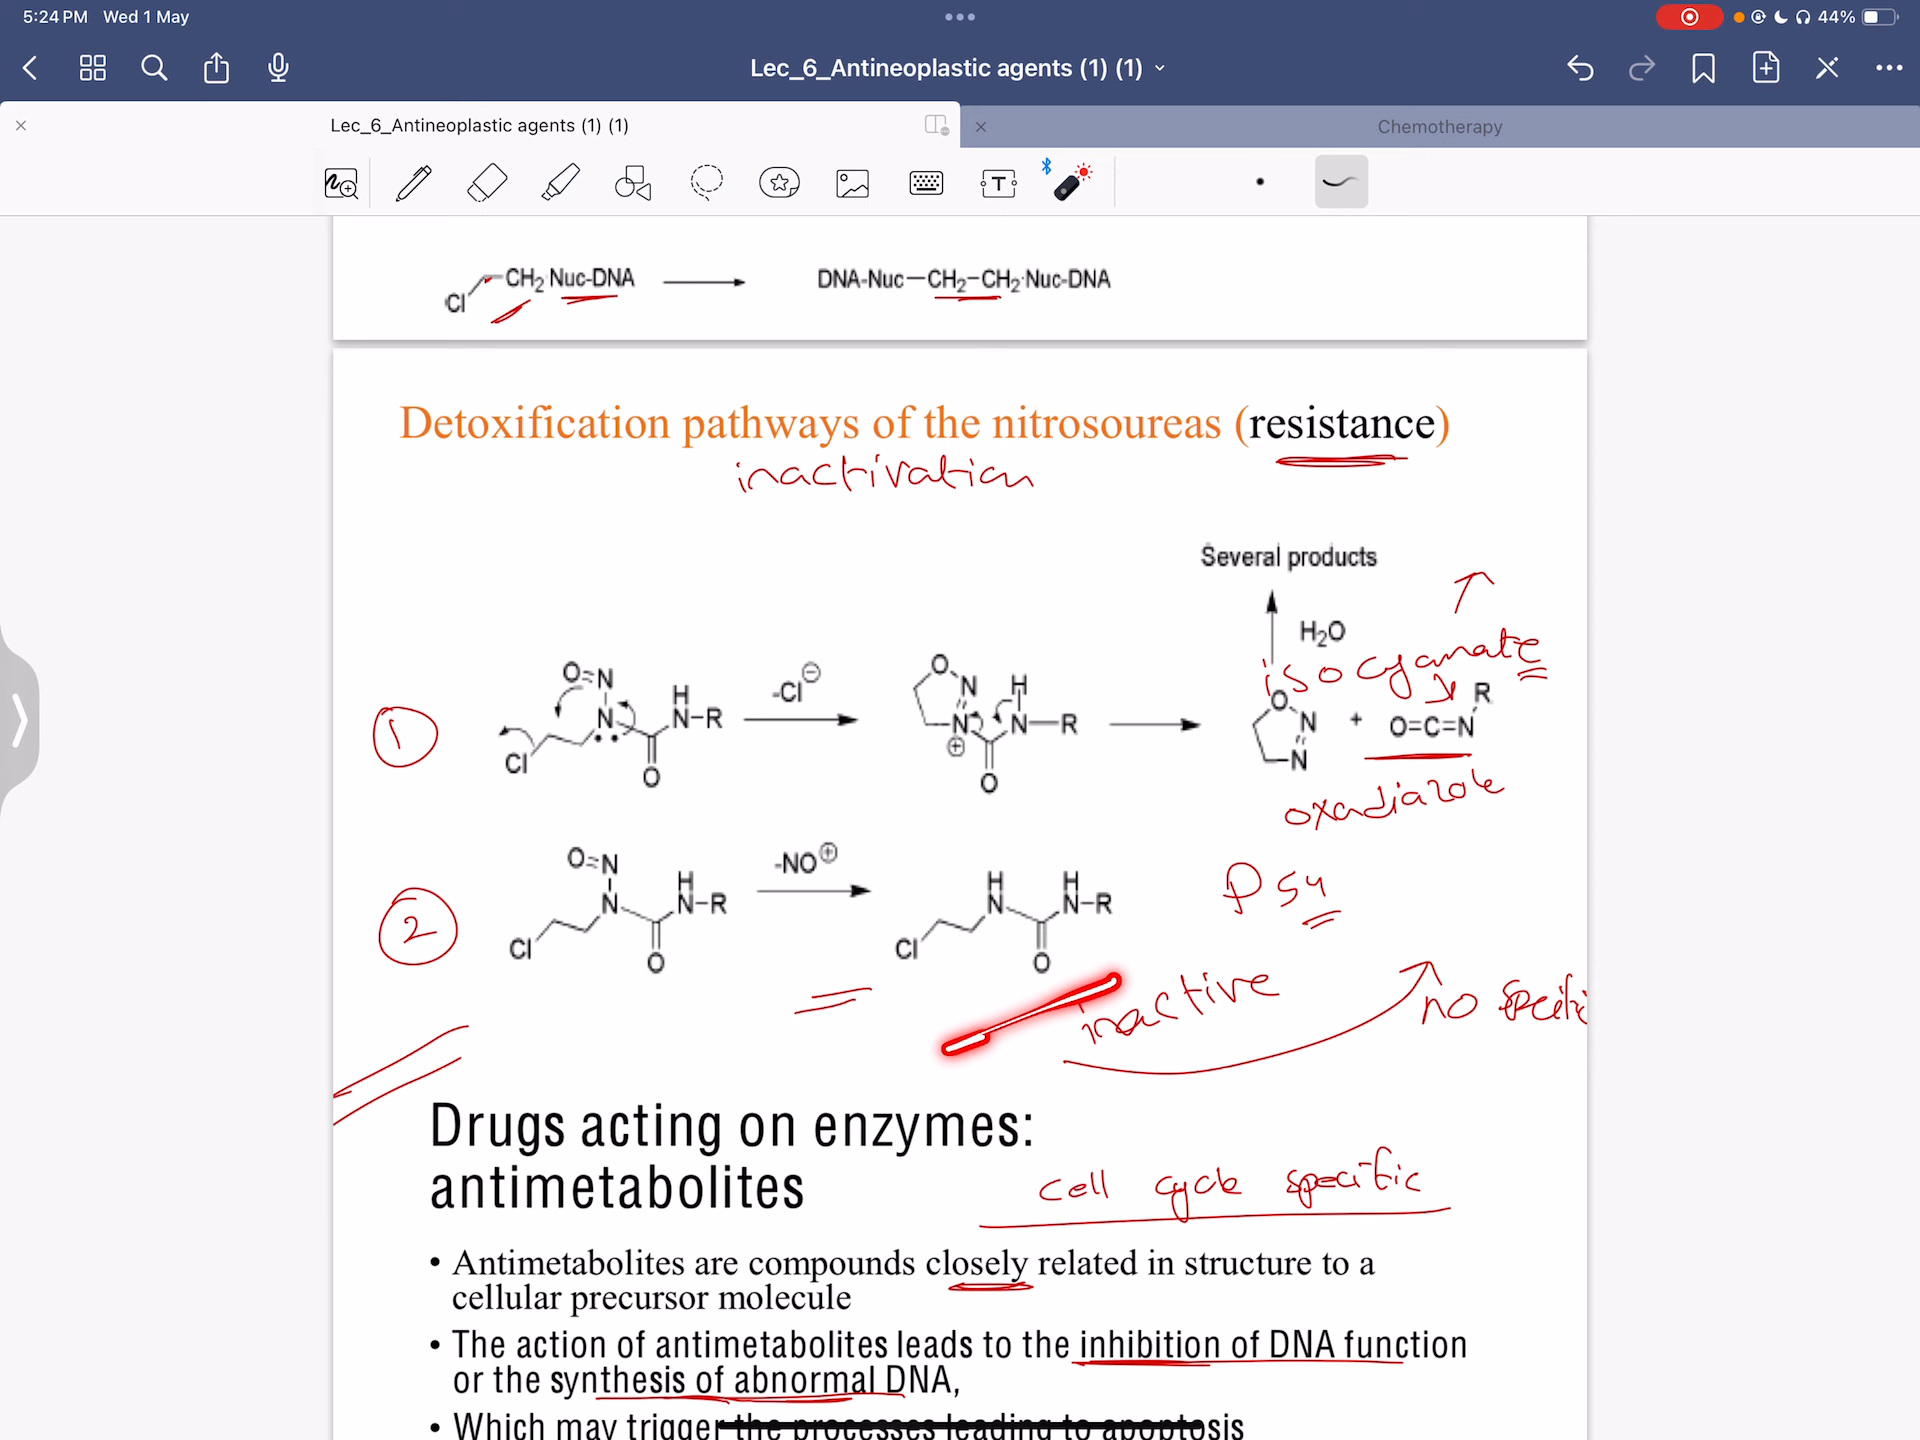 5:24 PM Wed 1 May
44%
Lec_6_Antineoplastic agents (1) (1)
Lec_6_Antineoplastic agents (1) (1)
Chemotherapy
T
Cl CH2 Nuc-DNA
DNA-Nuc—CH2–CH2·Nuc-DNA
Detoxification pathways of the nitrosoureas (resistance)
inactivation
Several products
H2O
isocyanate
1
O=N
N
Cl
O
H
N-R
-Cl⊖
O
N
N
⊕
O
H
N—R
O
N
N
+
O=C=N
R
oxadiazole
2
O=N
N
Cl
O
H
N-R
-NO⊕
Cl
H
N
O
H
N-R
P54
inactive
no
Drugs acting on enzymes:
antimetabolites
cell cycle specific
• Antimetabolites are compounds closely related in structure to a
cellular precursor molecule
• The action of antimetabolites leads to the inhibition of DNA function
or the synthesis of abnormal DNA,
• Which may trigger the processes leading to apoptosis